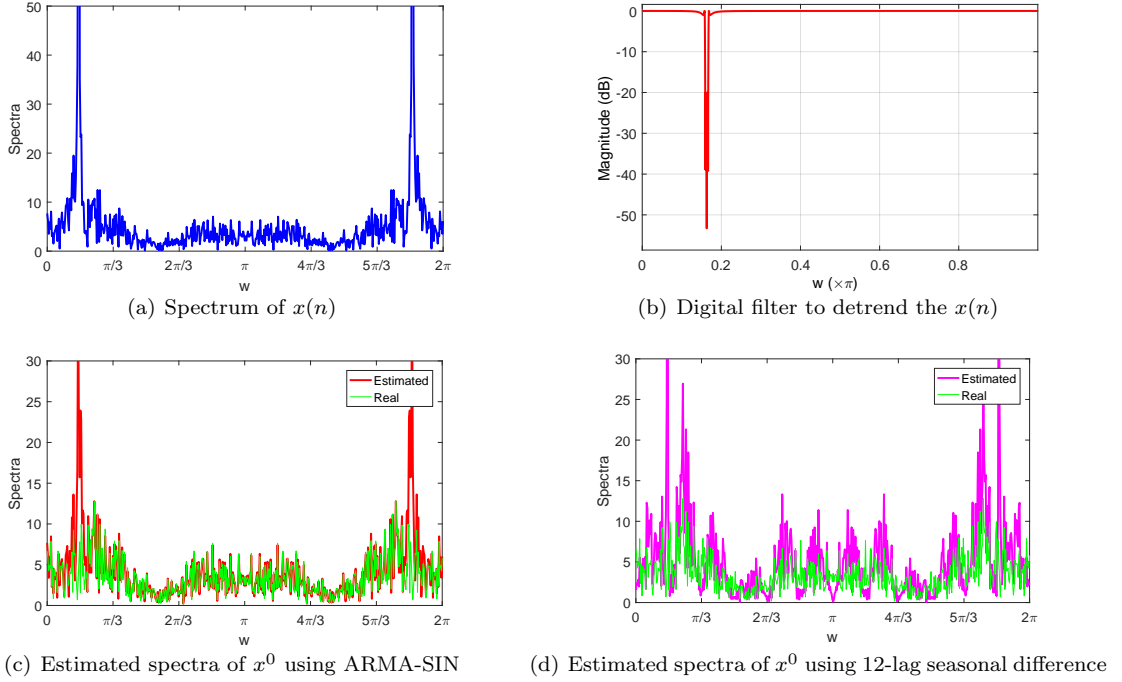 50
40
30
20
10
0
Spectra
0 π/3 2π/3 π 4π/3 5π/3 2π
w
(a) Spectrum of x(n)
0
-10
-20
-30
-40
-50
Magnitude (dB)
0 0.2 0.4 0.6 0.8
w (×π)
(b) Digital filter to detrend the x(n)
30
25
20
15
10
5
0
Spectra
Estimated
Real
0 π/3 2π/3 π 4π/3 5π/3 2π
w
(c) Estimated spectra of x⁰ using ARMA-SIN
30
25
20
15
10
5
0
Spectra
Estimated
Real
0 π/3 2π/3 π 4π/3 5π/3 2π
w
(d) Estimated spectra of x⁰ using 12-lag seasonal difference